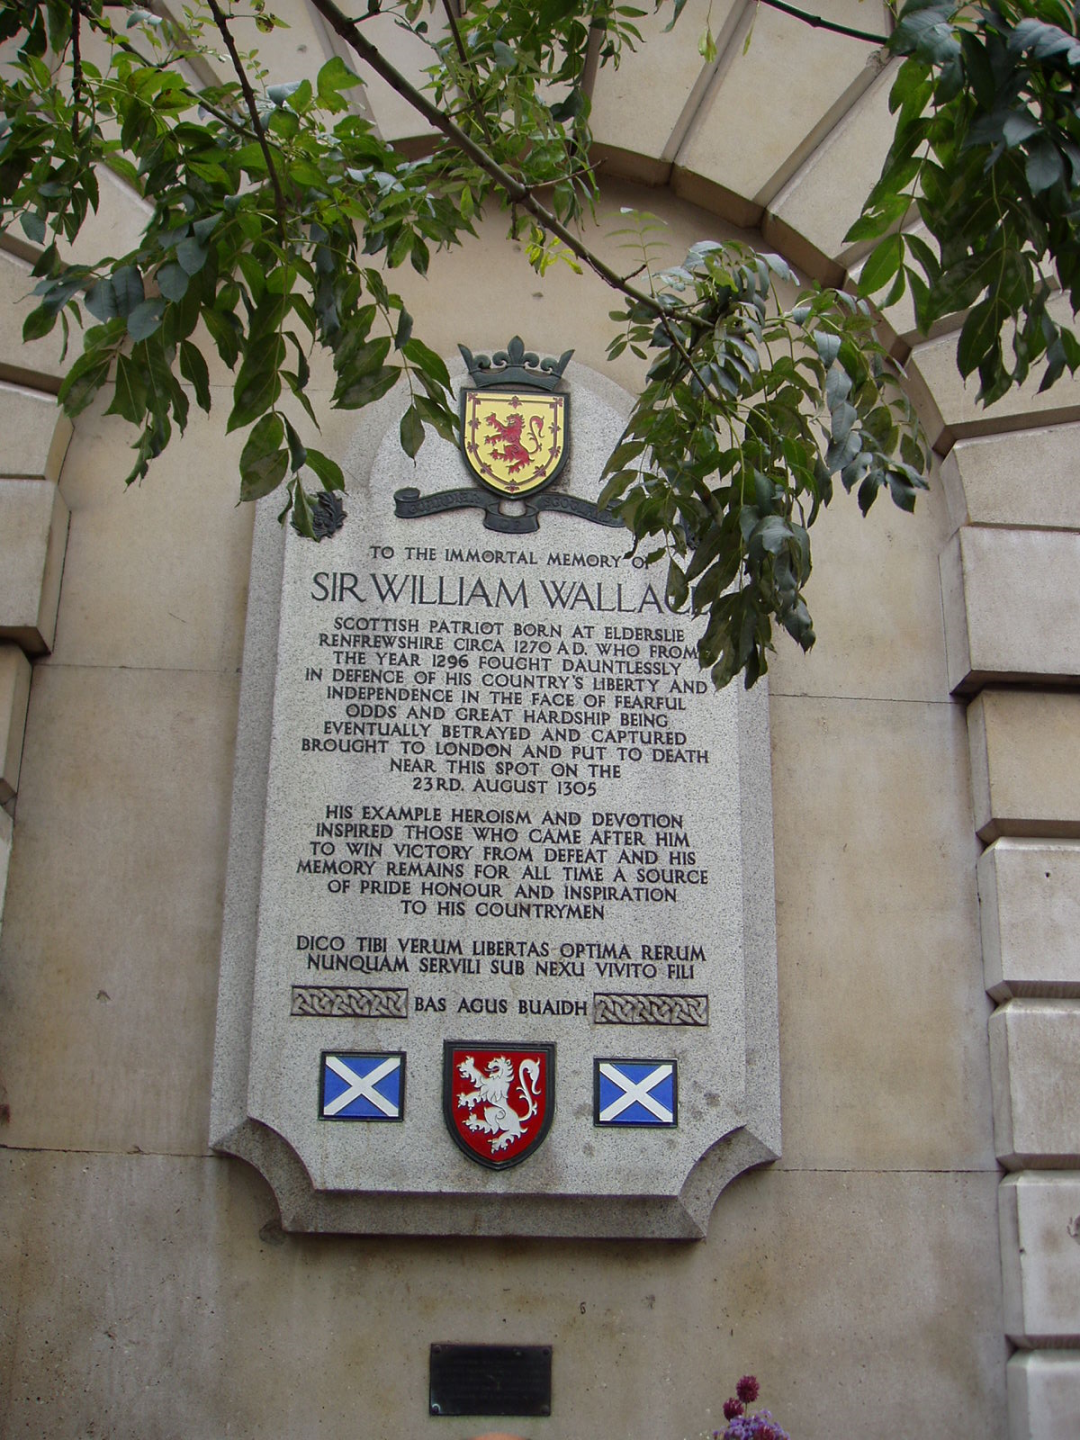 TO THE IMMORTAL MEMORY OF
SIR WILLIAM WALLACE
SCOTTISH PATRIOT BORN AT ELDERSLIE
RENFREWSHIRE CIRCA 1270 A.D. WHO FROM
THE YEAR 1296 FOUGHT DAUNTLESSLY
IN DEFENCE OF HIS COUNTRY'S LIBERTY AND
INDEPENDENCE IN THE FACE OF FEARFUL
ODDS AND GREAT HARDSHIP BEING
EVENTUALLY BETRAYED AND CAPTURED
BROUGHT TO LONDON AND PUT TO DEATH
NEAR THIS SPOT ON THE
23RD. AUGUST 1305
HIS EXAMPLE HEROISM AND DEVOTION
INSPIRED THOSE WHO CAME AFTER HIM
TO WIN VICTORY FROM DEFEAT AND HIS
MEMORY REMAINS FOR ALL TIME A SOURCE
OF PRIDE HONOUR AND INSPIRATION
TO HIS COUNTRYMEN
DICO TIBI VERUM LIBERTAS OPTIMA RERUM
NUNQUAM SERVILI SUB NEXU VIVITO FILI
BAS AGUS BUAIDH